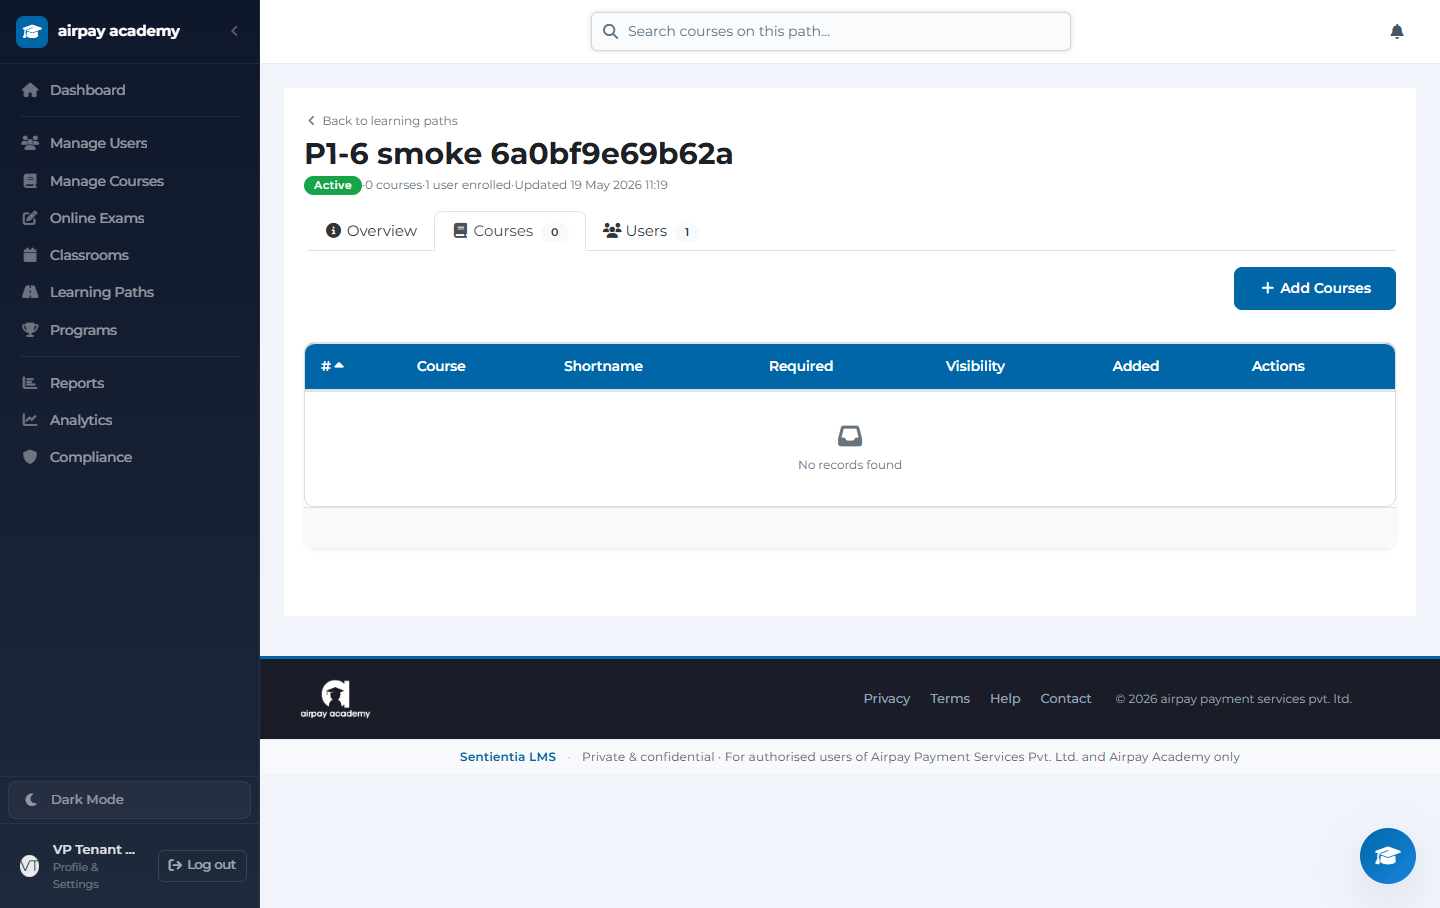 airpay academy
Search courses on this path...
Dashboard
Manage Users
Manage Courses
Online Exams
Classrooms
Learning Paths
Programs
Reports
Analytics
Compliance
Dark Mode
VT
VP Tenant ...
Profile &
Settings
Log out
Back to learning paths
P1-6 smoke 6a0bf9e69b62a
Active ·0 courses·1 user enrolled·Updated 19 May 2026 11:19
Overview Courses 0 Users 1
+ Add Courses
# Course Shortname Required Visibility Added Actions
No records found
airpay academy
Privacy Terms Help Contact © 2026 airpay payment services pvt. ltd.
Sentientia LMS · Private & confidential · For authorised users of Airpay Payment Services Pvt. Ltd. and Airpay Academy only